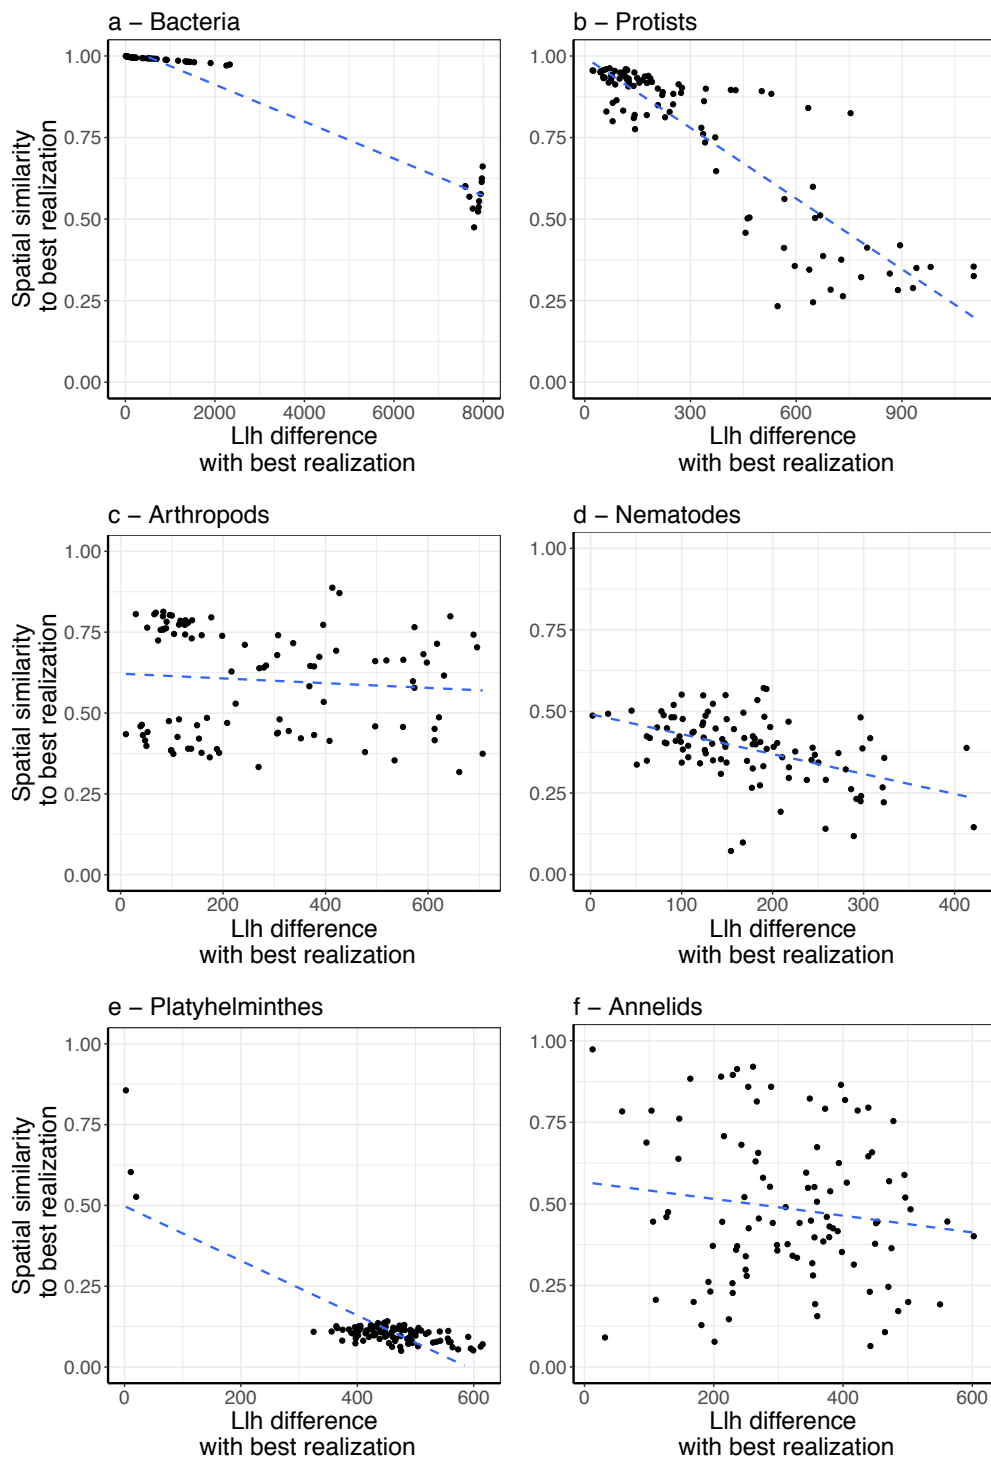 a − Bacteria
Spatial similarity
to best realization
1.00
0.75
0.50
0.25
0.00
0 2000 4000 6000 8000
Llh difference
with best realization
b − Protists
1.00
0.75
0.50
0.25
0.00
0 300 600 900
Llh difference
with best realization
c − Arthropods
Spatial similarity
to best realization
1.00
0.75
0.50
0.25
0.00
0 200 400 600
Llh difference
with best realization
d − Nematodes
1.00
0.75
0.50
0.25
0.00
0 100 200 300 400
Llh difference
with best realization
e − Platyhelminthes
Spatial similarity
to best realization
1.00
0.75
0.50
0.25
0.00
0 200 400 600
Llh difference
with best realization
f − Annelids
1.00
0.75
0.50
0.25
0.00
0 200 400 600
Llh difference
with best realization